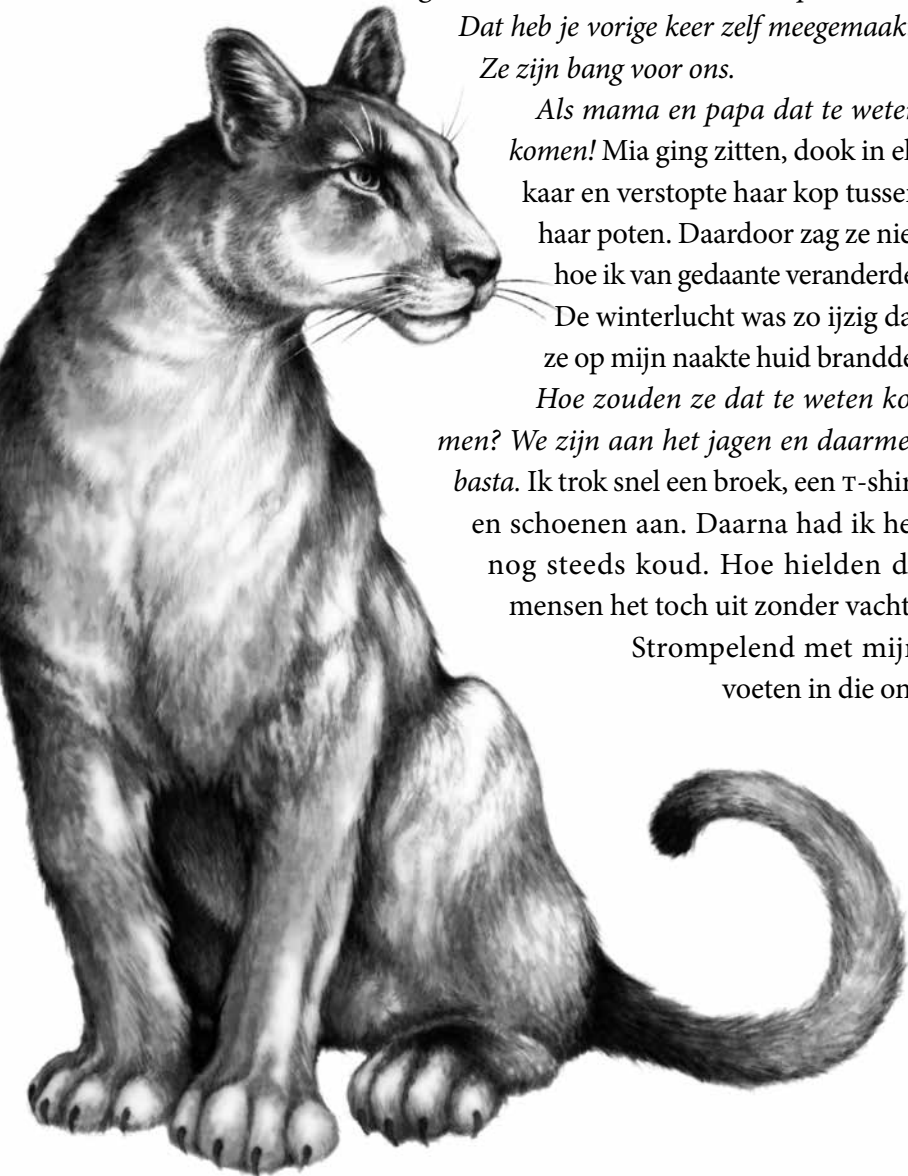 Dat heb je vorige keer zelf meegemaak
Ze zijn bang voor ons.
Als mama en papa dat te weten
komen! Mia ging zitten, dook in el
kaar en verstopte haar kop tussen
haar poten. Daardoor zag ze nie
hoe ik van gedaante veranderde
De winterlucht was zo ijzig da
ze op mijn naakte huid brandde
Hoe zouden ze dat te weten ko
men? We zijn aan het jagen en daarme
basta. Ik trok snel een broek, een T-shir
en schoenen aan. Daarna had ik he
nog steeds koud. Hoe hielden d
mensen het toch uit zonder vacht
Strompelend met mijn
voeten in die on